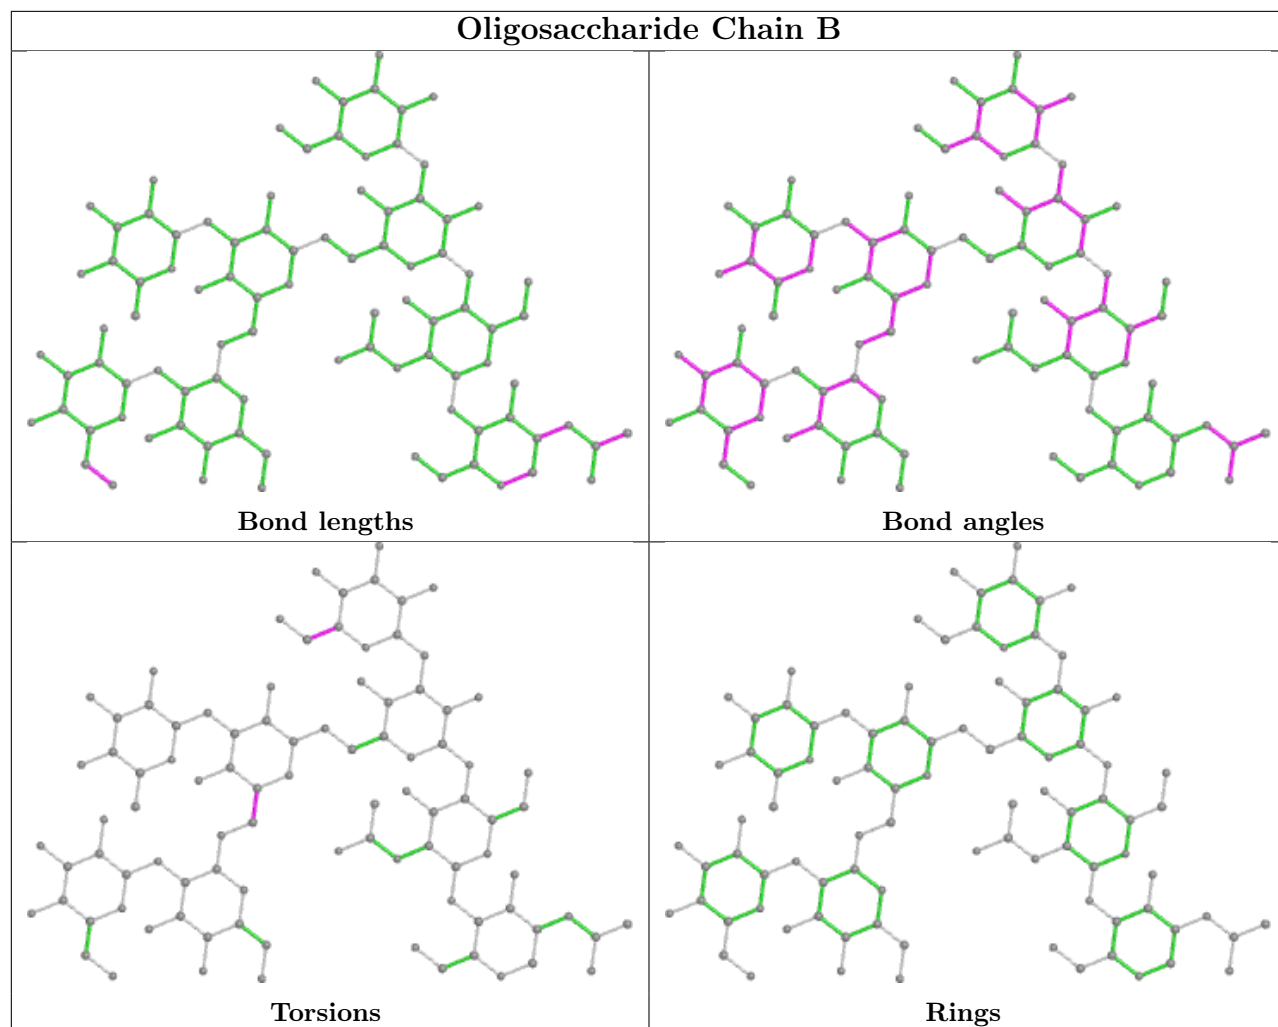 Oligosaccharide Chain B
Bond lengths
Bond angles
Torsions
Rings